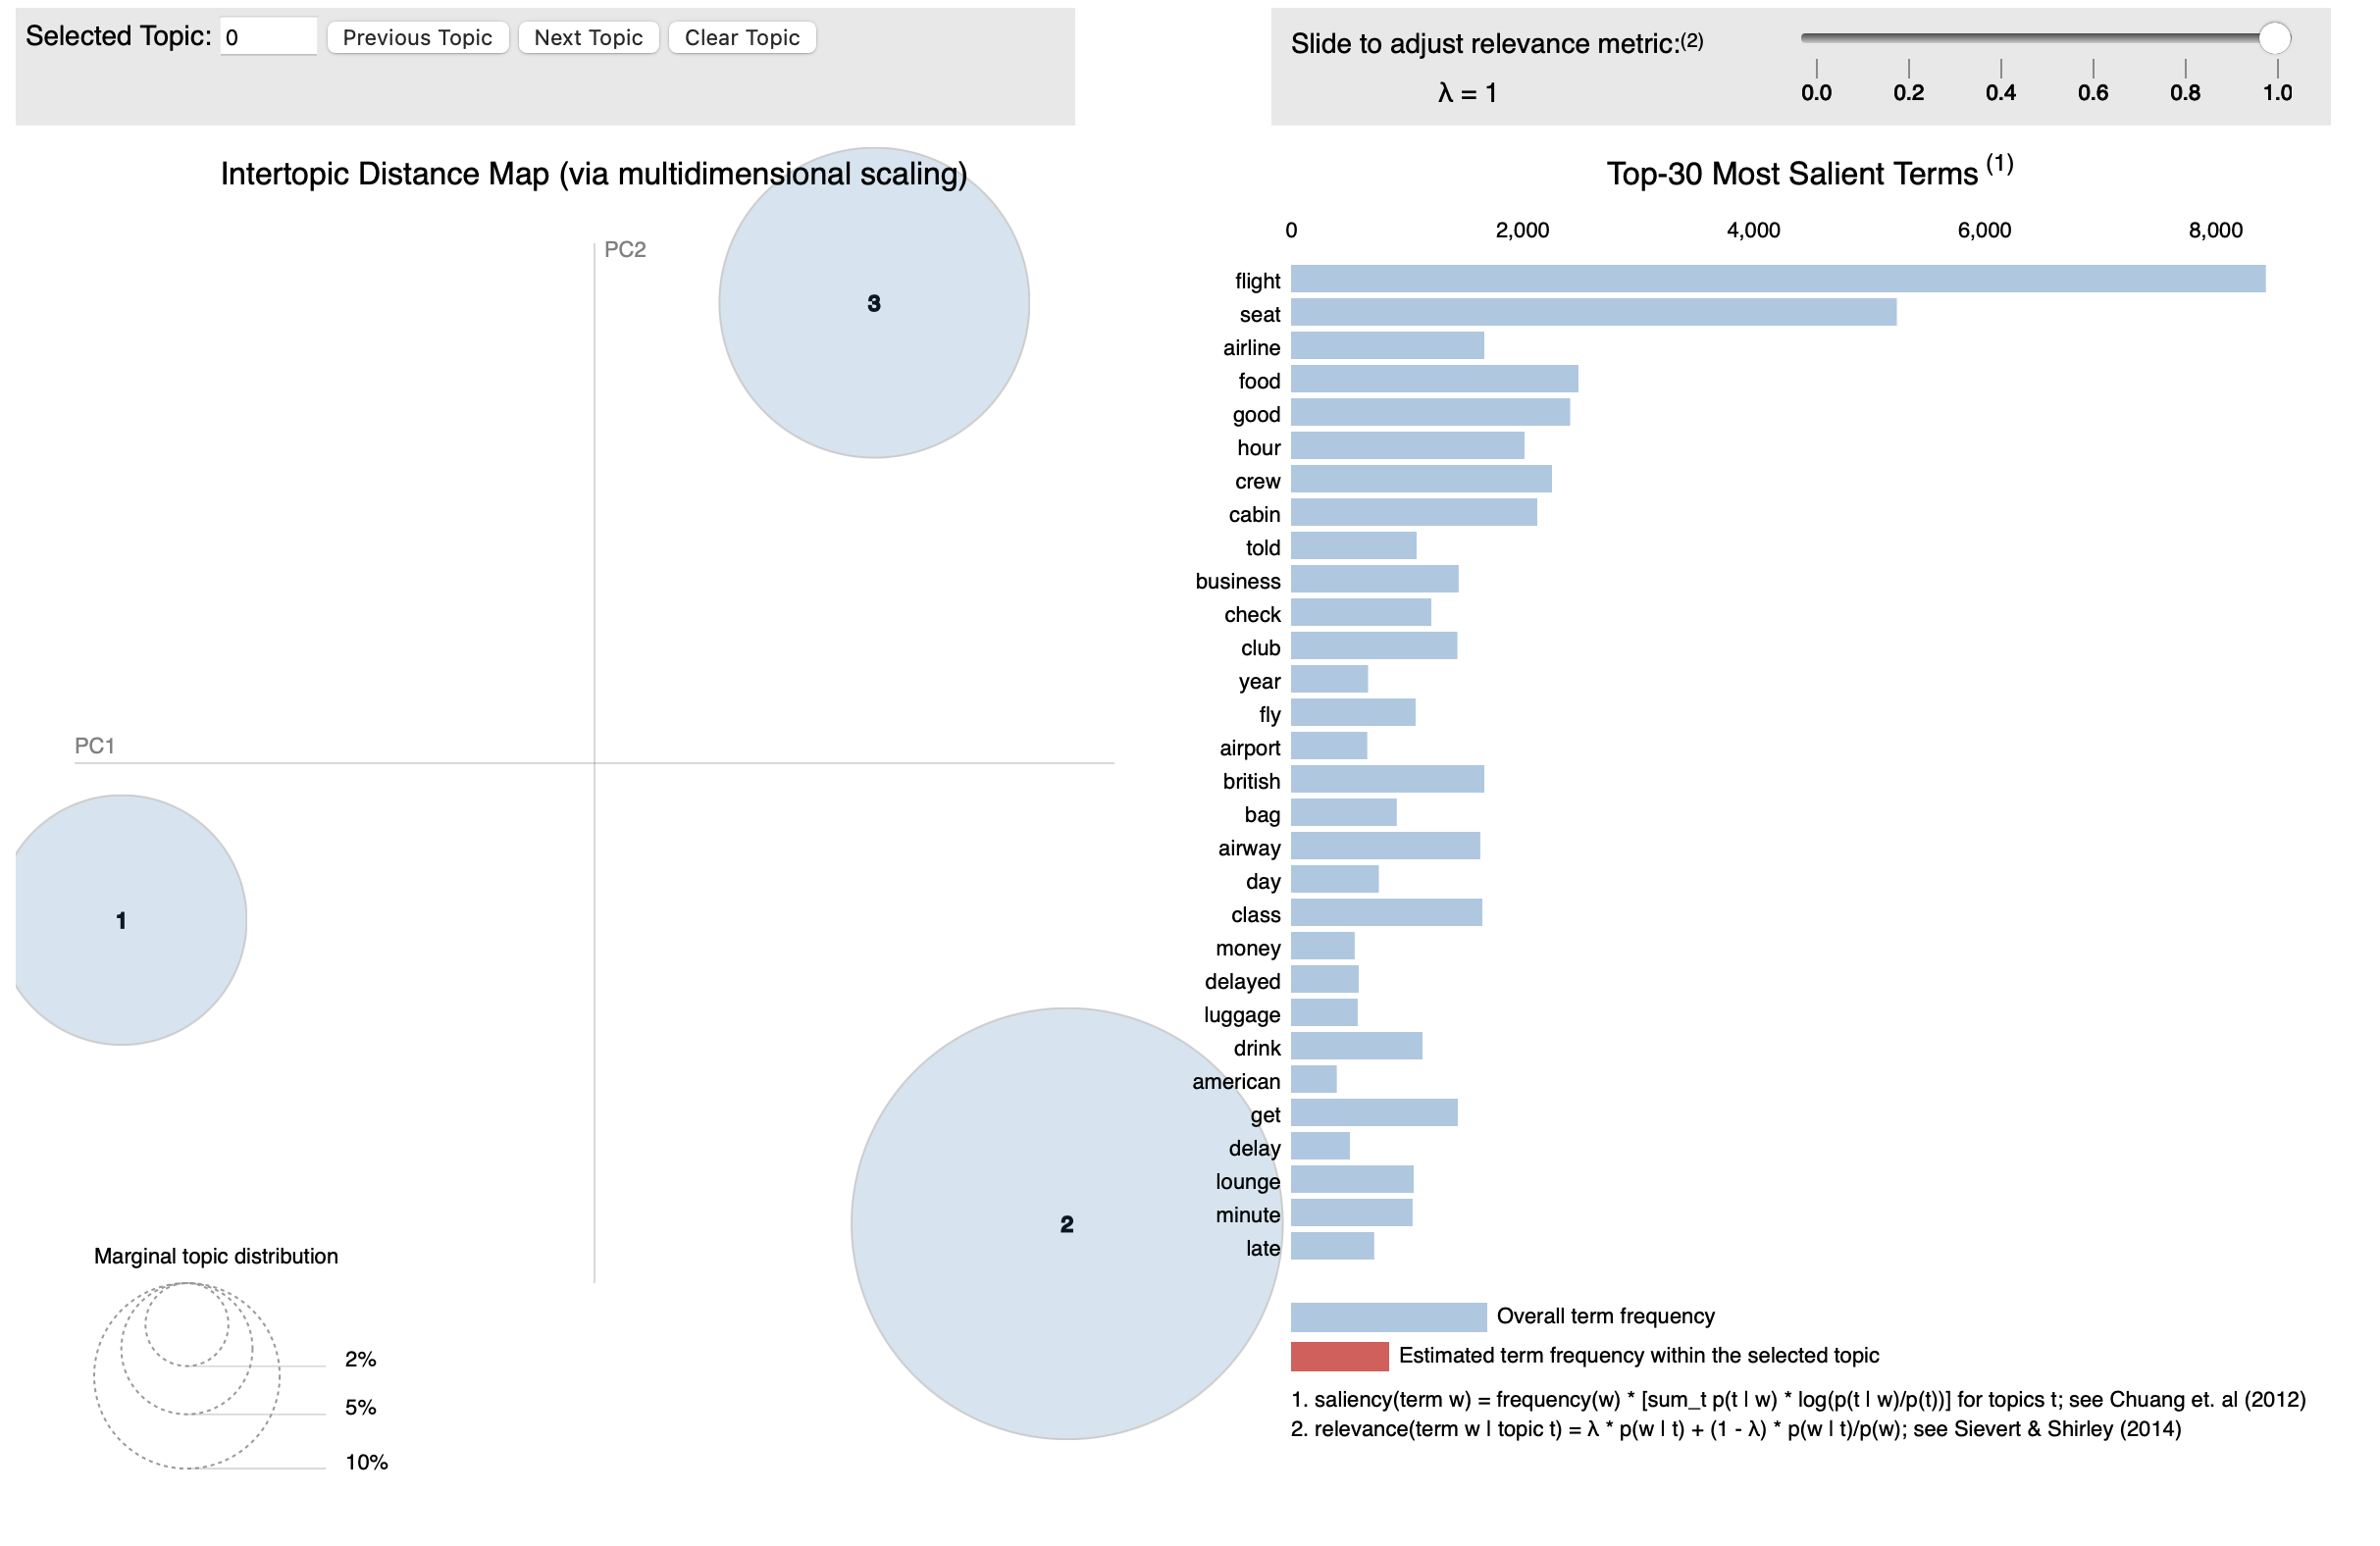 Selected Topic: 0 Previous Topic Next Topic Clear Topic
Slide to adjust relevance metric:(2)
λ = 1
0.0 0.2 0.4 0.6 0.8 1.0
Intertopic Distance Map (via multidimensional scaling)
PC2
PC1
3
1
2
Marginal topic distribution
2%
5%
10%
Top-30 Most Salient Terms (1)
0 2,000 4,000 6,000 8,000
flight
seat
airline
food
good
hour
crew
cabin
told
business
check
club
year
fly
airport
british
bag
airway
day
class
money
delayed
luggage
drink
american
get
delay
lounge
minute
late
Overall term frequency
Estimated term frequency within the selected topic
1. saliency(term w) = frequency(w) * [sum_t p(t | w) * log(p(t | w)/p(t))] for topics t; see Chuang et. al (2012)
2. relevance(term w | topic t) = λ * p(w | t) + (1 - λ) * p(w | t)/p(w); see Sievert & Shirley (2014)